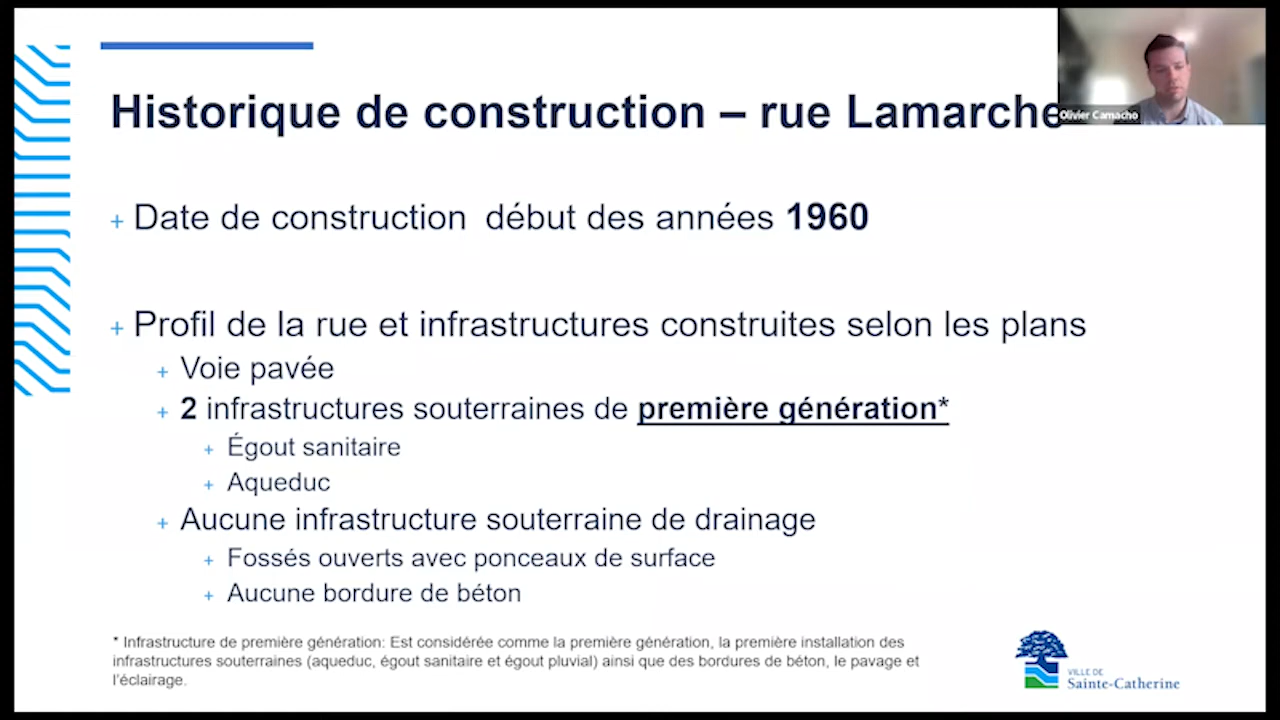 Historique de construction – rue Lamarche
Olivier Camacho
+ Date de construction début des années 1960
+ Profil de la rue et infrastructures construites selon les plans
+ Voie pavée
+ 2 infrastructures souterraines de première génération*
+ Égout sanitaire
+ Aqueduc
+ Aucune infrastructure souterraine de drainage
+ Fossés ouverts avec ponceaux de surface
+ Aucune bordure de béton
* Infrastructure de première génération: Est considérée comme la première génération, la première installation des
infrastructures souterraines (aqueduc, égout sanitaire et égout pluvial) ainsi que des bordures de béton, le pavage et
l'éclairage.
VILLE DE
Sainte-Catherine